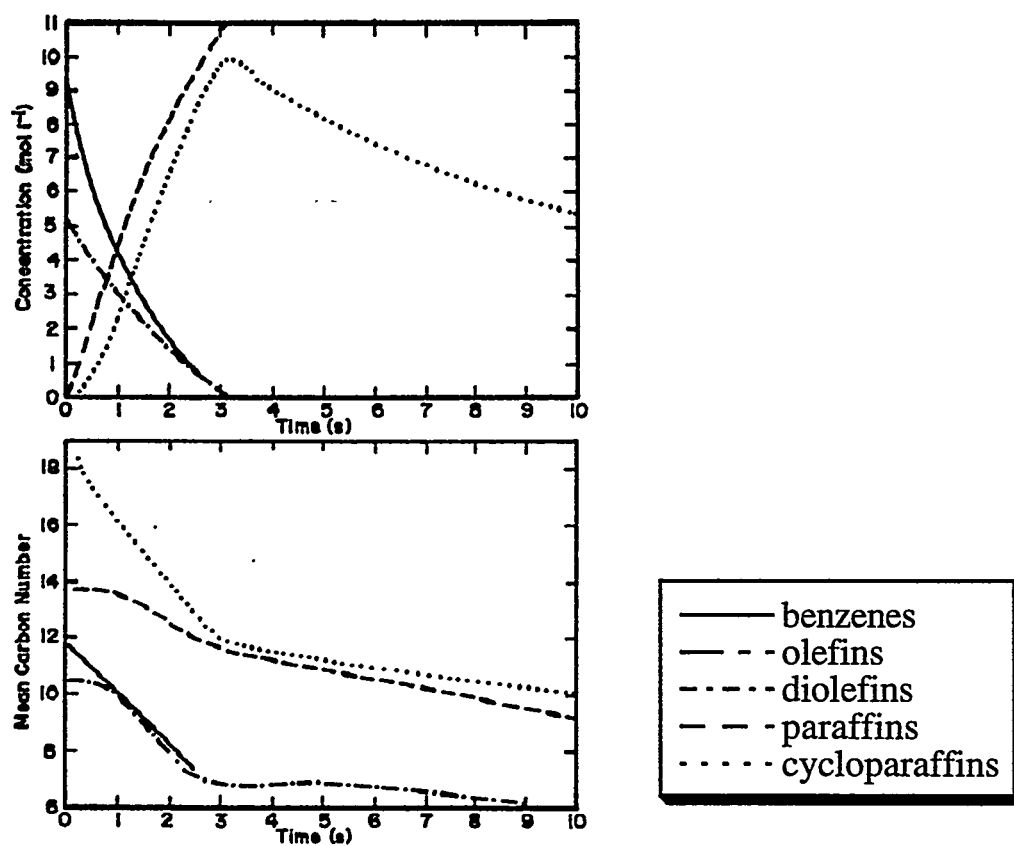 11
10
9
8
7
6
5
4
3
2
1
0
Concentration (mol l⁻¹)
0 1 2 3 4 5 6 7 8 9 10
Time (s)
18
16
14
12
10
8
6
Mean Carbon Number
0 1 2 3 4 5 6 7 8 9 10
Time (s)
benzenes
olefins
diolefins
paraffins
cycloparaffins